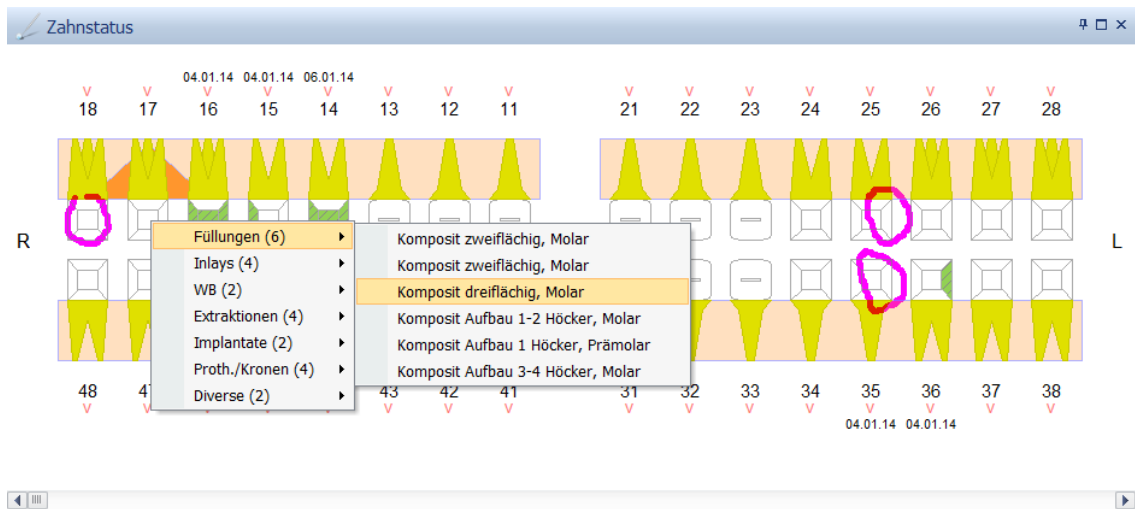 Zahnstatus
04.01.14 04.01.14 06.01.14
v v v v v v v v v v v v v v v v
18 17 16 15 14 13 12 11 21 22 23 24 25 26 27 28
R L
Füllungen (6)
Inlays (4)
WB (2)
Extraktionen (4)
Implantate (2)
Proth./Kronen (4)
Diverse (2)
Komposit zweiflächig, Molar
Komposit zweiflächig, Molar
Komposit dreiflächig, Molar
Komposit Aufbau 1-2 Höcker, Molar
Komposit Aufbau 1 Höcker, Prämolar
Komposit Aufbau 3-4 Höcker, Molar
48 43 42 41 31 32 33 34 35 36 37 38
v v v v v v v v v v v v
04.01.14 04.01.14